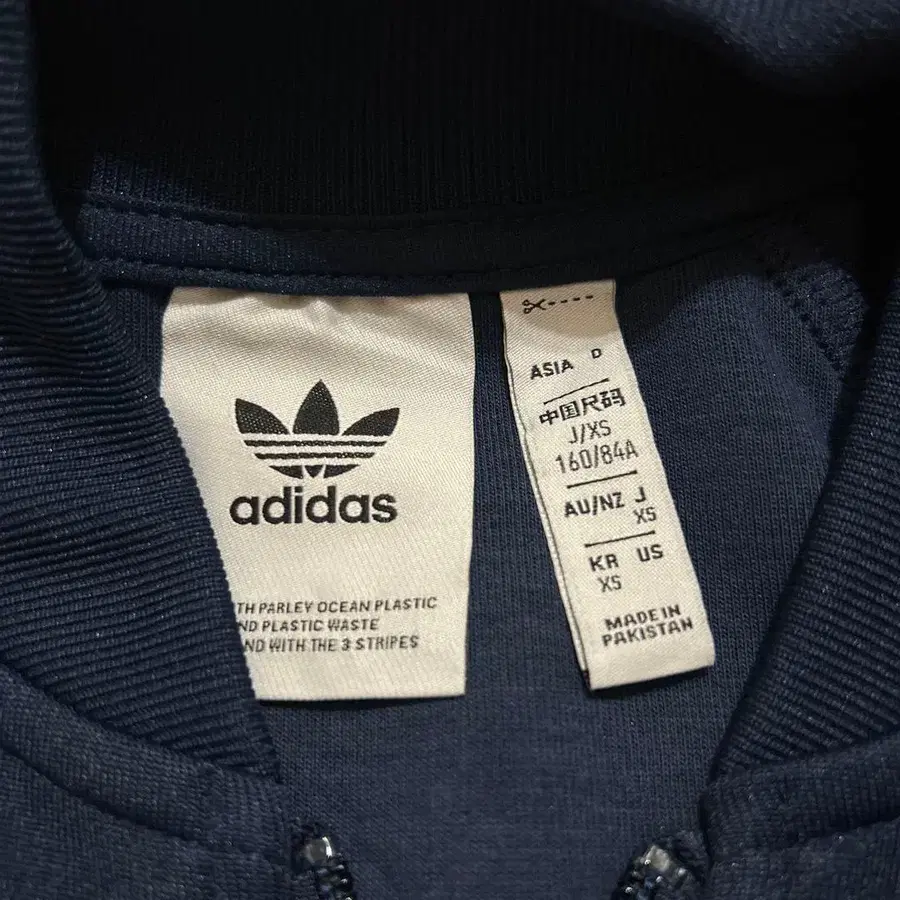 adidas
TH PARLEY OCEAN PLASTIC
ND PLASTIC WASTE
ND WITH THE 3 STRIPES
ASIA D
中国尺码
J/XS
160/84A
AU/NZ J
XS
KR US
XS
MADE IN
PAKISTAN